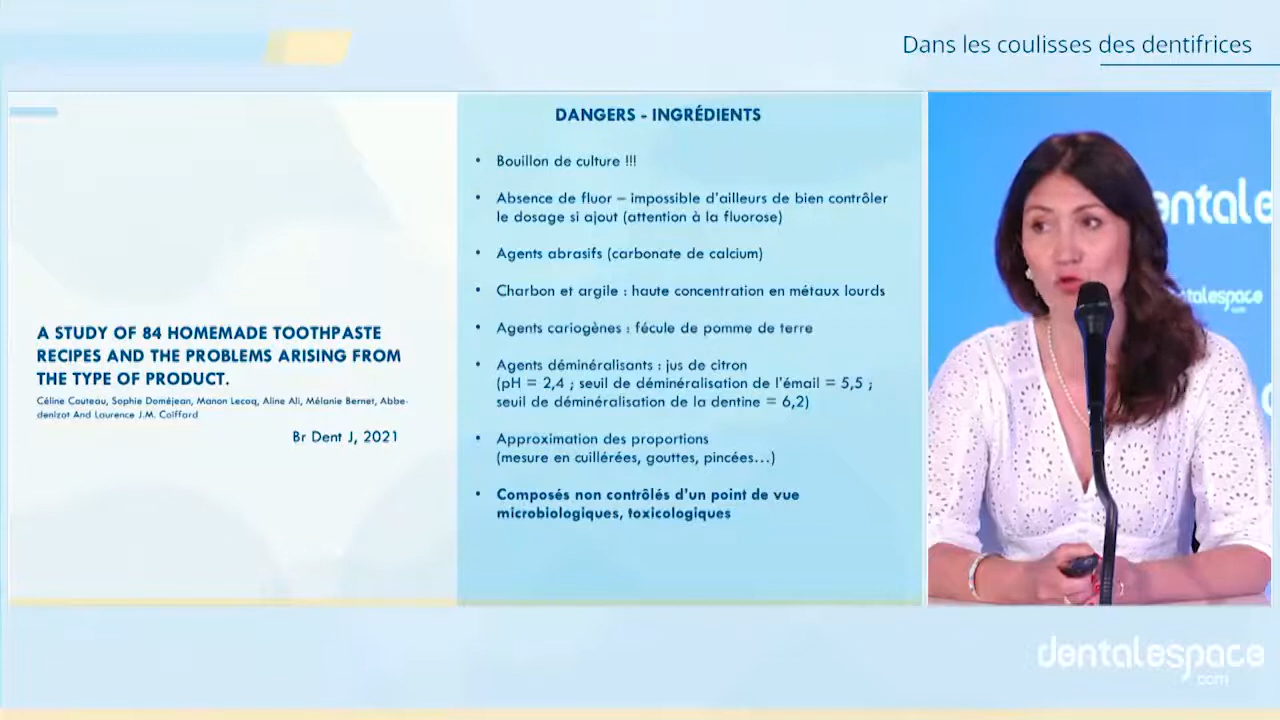 Dans les coulisses des dentifrices
A STUDY OF 84 HOMEMADE TOOTHPASTE
RECIPES AND THE PROBLEMS ARISING FROM
THE TYPE OF PRODUCT.
Céline Couteau, Sophie Doméjean, Manon Lecoq, Aline Ali, Mélanie Bernet, Abbe-
denizot And Laurence J.M. Coiffard
Br Dent J, 2021
DANGERS - INGRÉDIENTS
• Bouillon de culture !!!
• Absence de fluor – impossible d'ailleurs de bien contrôler
le dosage si ajout (attention à la fluorose)
• Agents abrasifs (carbonate de calcium)
• Charbon et argile : haute concentration en métaux lourds
• Agents cariogènes : fécule de pomme de terre
• Agents déminéralisants : jus de citron
(pH = 2,4 ; seuil de déminéralisation de l'émail = 5,5 ;
seuil de déminéralisation de la dentine = 6,2)
• Approximation des proportions
(mesure en cuillérées, gouttes, pincées…)
• Composés non contrôlés d'un point de vue
microbiologiques, toxicologiques
entale
talespace
.com
dentalespace
.com